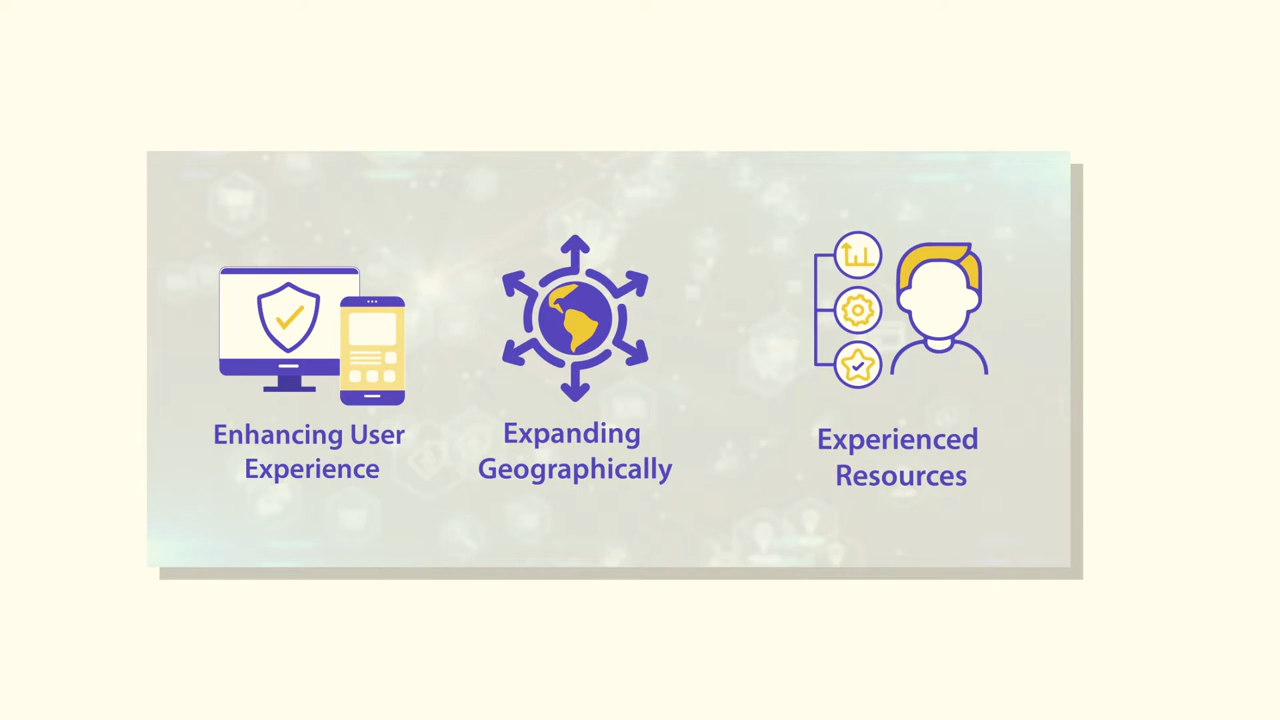 Enhancing User
Experience
Expanding
Geographically
Experienced
Resources